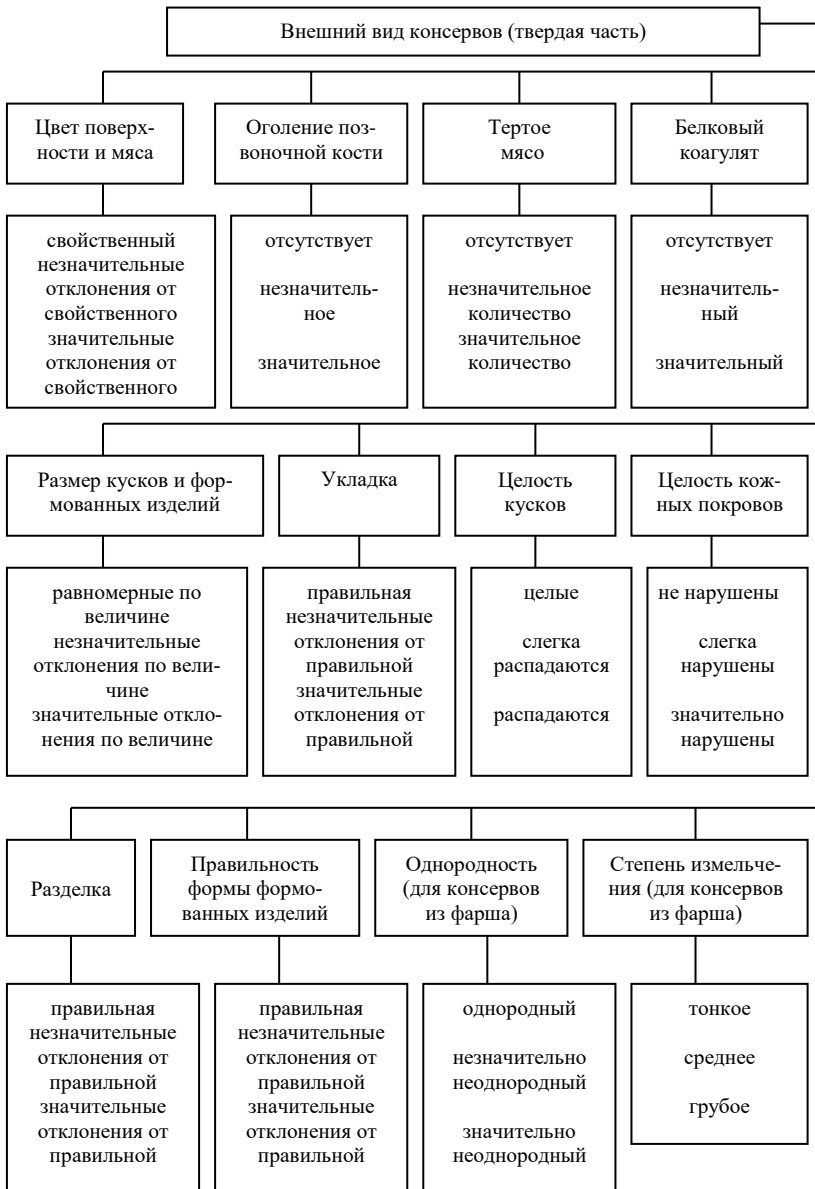 Внешний вид консервов (твердая часть)
Цвет поверх-
ности и мяса
Оголение поз-
воночной кости
Тертое
мясо
Белковый
коагулят
свойственный
незначительные
отклонения от
свойственного
значительные
отклонения от
свойственного
отсутствует
незначитель-
ное
значительное
отсутствует
незначительное
количество
значительное
количество
отсутствует
незначитель-
ный
значительный
Размер кусков и фор-
мованных изделий
Укладка
Целость
кусков
Целость кож-
ных покровов
равномерные по
величине
незначительные
отклонения по вели-
чине
значительные откло-
нения по величине
правильная
незначительные
отклонения от
правильной
значительные
отклонения от
правильной
целые
слегка
распадаются
распадаются
не нарушены
слегка
нарушены
значительно
нарушены
Разделка
Правильность
формы формо-
ванных изделий
Однородность
(для консервов
из фарша)
Степень измельче-
ния (для консервов
из фарша)
правильная
незначительные
отклонения от
правильной
значительные
отклонения от
правильной
правильная
незначительные
отклонения от
правильной
значительные
отклонения от
правильной
однородный
незначительно
неоднородный
значительно
неоднородный
тонкое
среднее
грубое